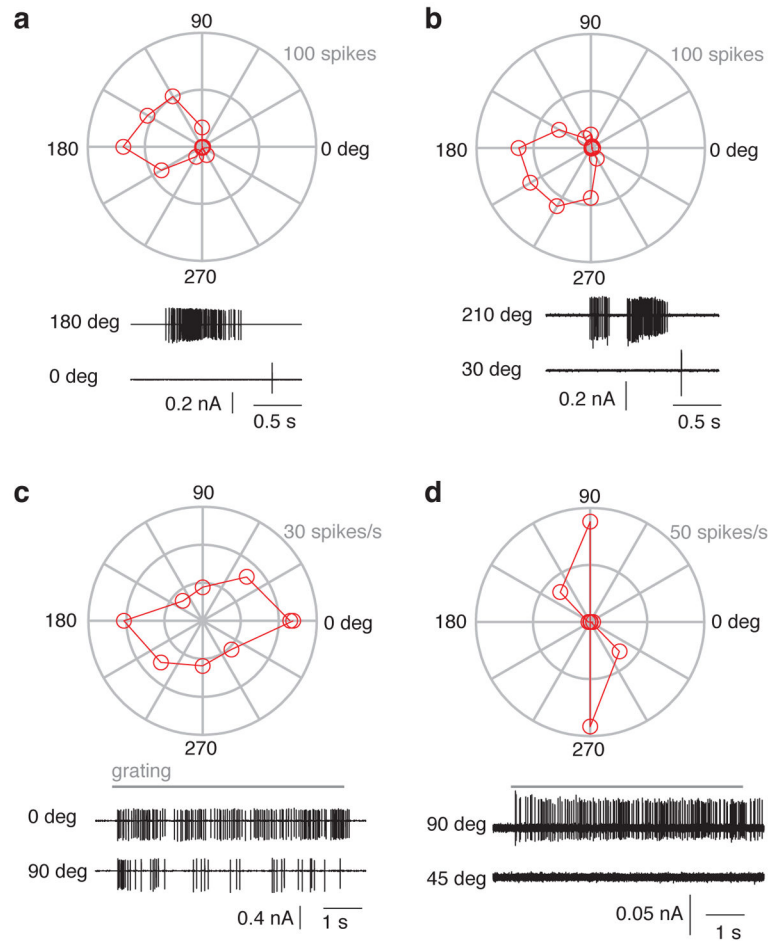 a
90
100 spikes
180
0 deg
270
180 deg
0 deg
0.2 nA
0.5 s
b
90
100 spikes
180
0 deg
270
210 deg
30 deg
0.2 nA
0.5 s
c
90
30 spikes/s
180
0 deg
270
grating
0 deg
90 deg
0.4 nA
1 s
d
90
50 spikes/s
180
0 deg
270
90 deg
45 deg
0.05 nA
1 s